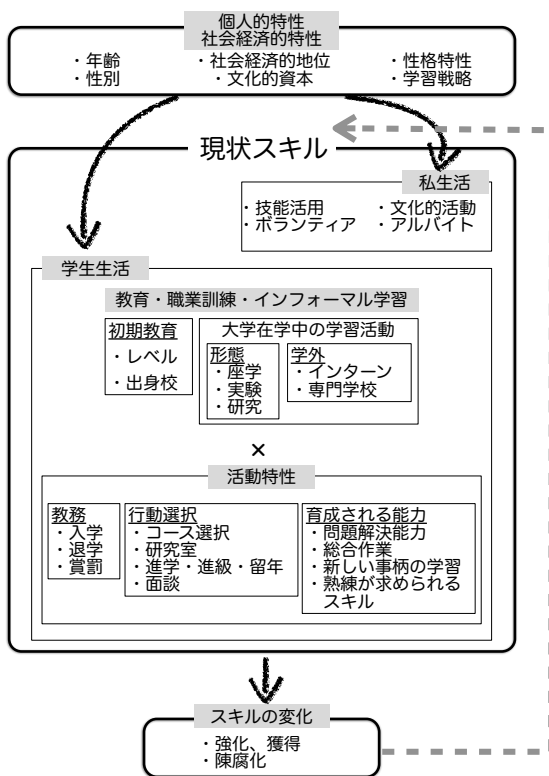 個人的特性
社会経済的特性
・年齢
・性別
・社会経済的地位
・文化的資本
・性格特性
・学習戦略
現状スキル
私生活
・技能活用
・ボランティア
・文化的活動
・アルバイト
学生生活
教育・職業訓練・インフォーマル学習
初期教育
・レベル
・出身校
大学在学中の学習活動
形態
・座学
・実験
・研究
学外
・インターン
・専門学校
×
活動特性
教務
・入学
・退学
・賞罰
行動選択
・コース選択
・研究室
・進学・進級・留年
・面談
育成される能力
・問題解決能力
・総合作業
・新しい事柄の学習
・熟練が求められる
スキル
スキルの変化
・強化、獲得
・陳腐化